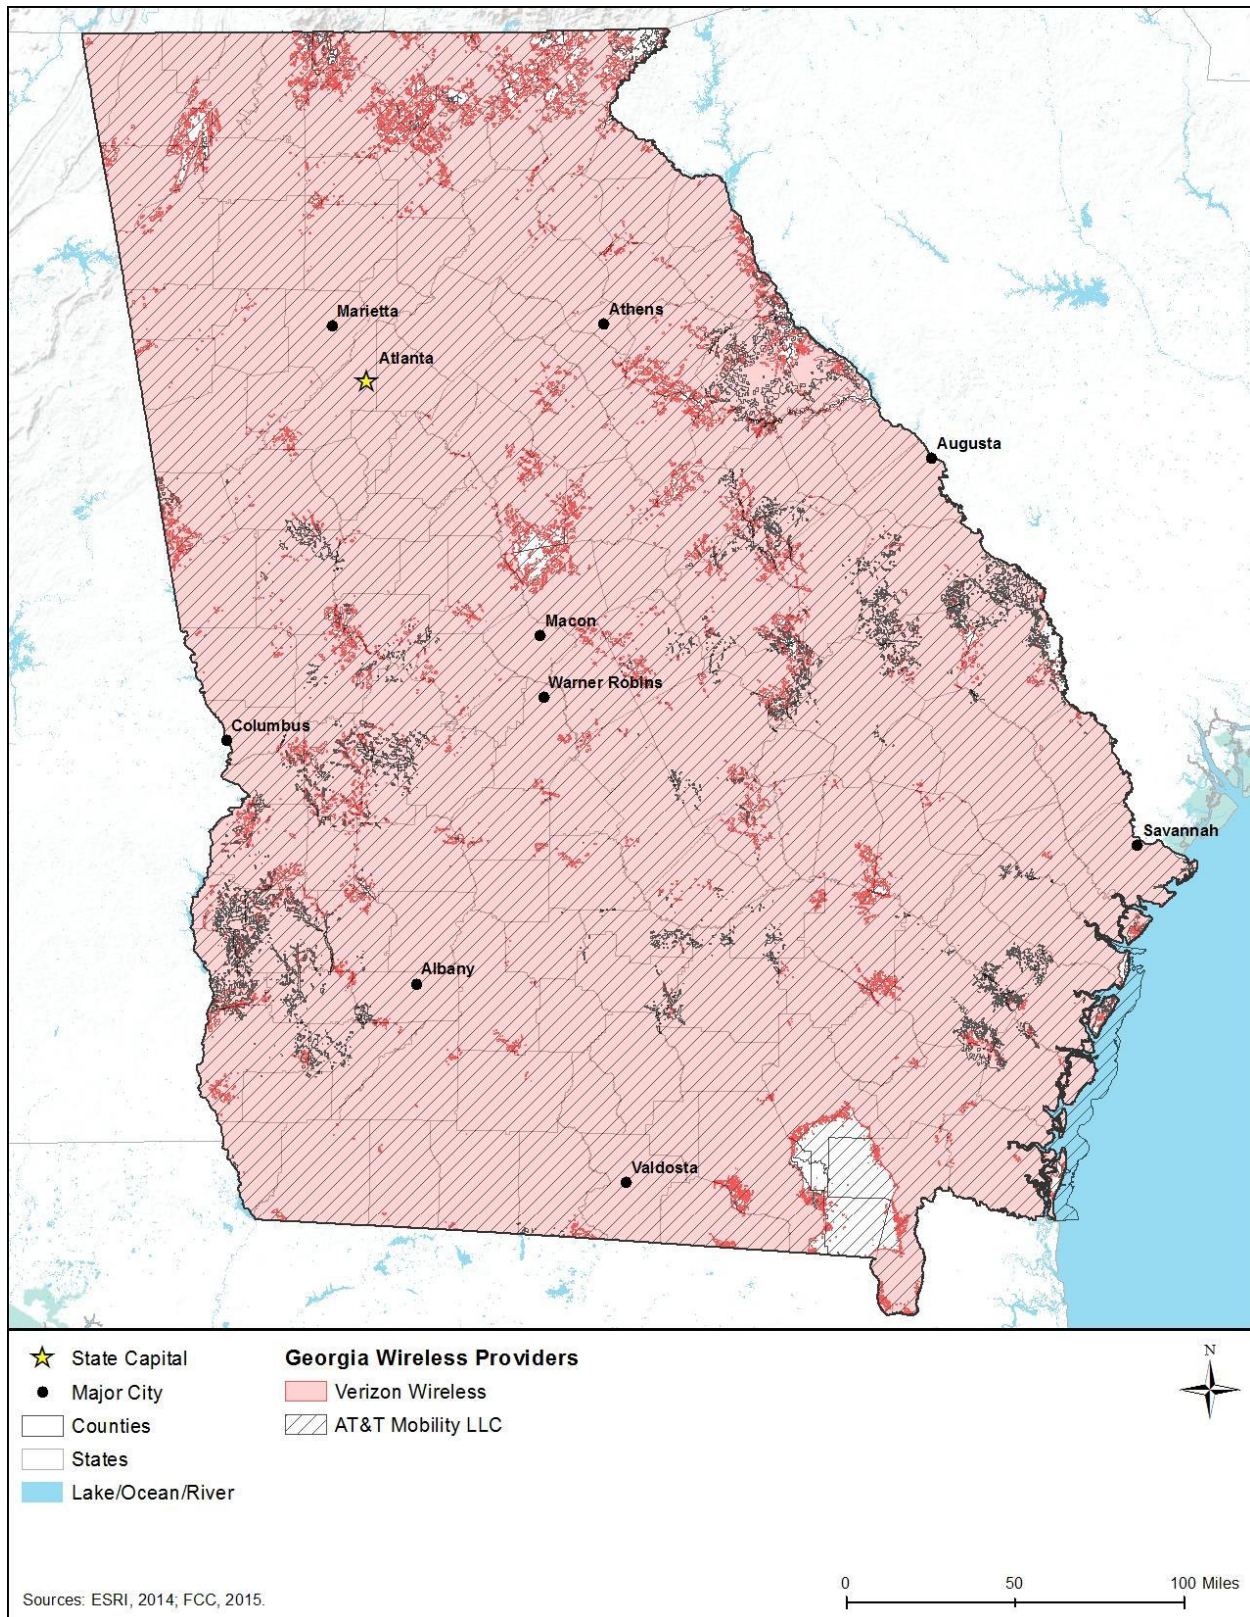 Marietta
Athens
Atlanta
Augusta
Macon
Warner Robins
Columbus
Savannah
Albany
Valdosta
State Capital
Major City
Counties
States
Lake/Ocean/River
Georgia Wireless Providers
Verizon Wireless
AT&T Mobility LLC
N
Sources: ESRI, 2014; FCC, 2015.
0 50 100 Miles